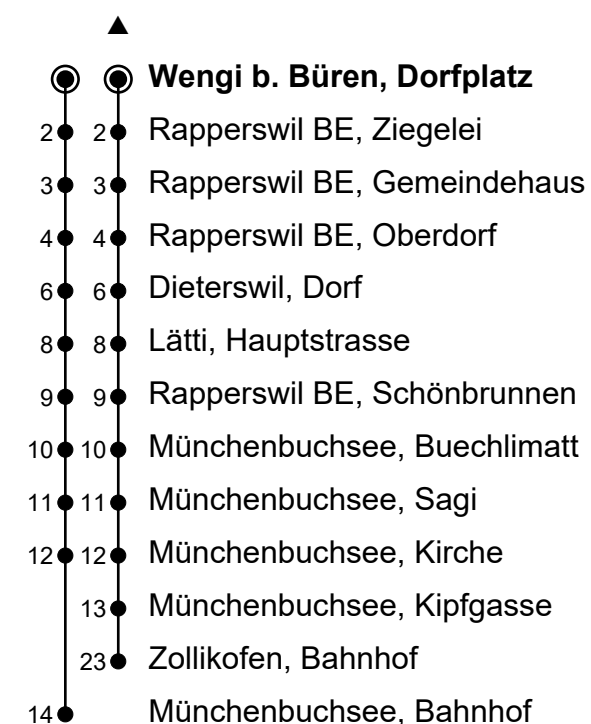 ▲
Wengi b. Büren, Dorfplatz
2 2 Rapperswil BE, Ziegelei
3 3 Rapperswil BE, Gemeindehaus
4 4 Rapperswil BE, Oberdorf
6 6 Dieterswil, Dorf
8 8 Lätti, Hauptstrasse
9 9 Rapperswil BE, Schönbrunnen
10 10 Münchenbuchsee, Buechlimatt
11 11 Münchenbuchsee, Sagi
12 12 Münchenbuchsee, Kirche
13 Münchenbuchsee, Kipfgasse
23 Zollikofen, Bahnhof
14 Münchenbuchsee, Bahnhof